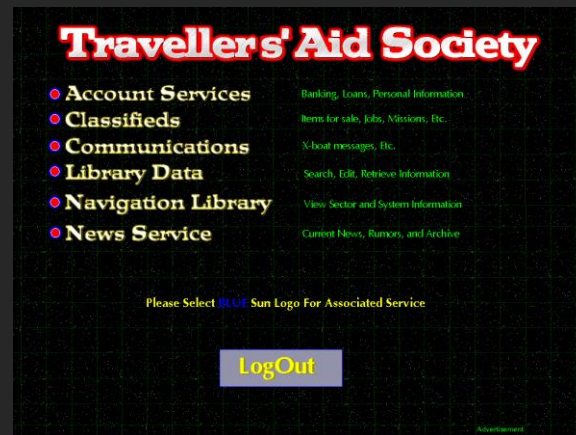 Travellers' Aid Society
Account Services Banking, Loans, Personal Information
Classifieds Items for sale, Jobs, Missions, Etc.
Communications X-boat messages, Etc.
Library Data Search, Edit, Retrieve Information
Navigation Library View Sector and System Information
News Service Current News, Rumors, and Archive
Please Select BLUE Sun Logo For Associated Service
LogOut
Advertisement